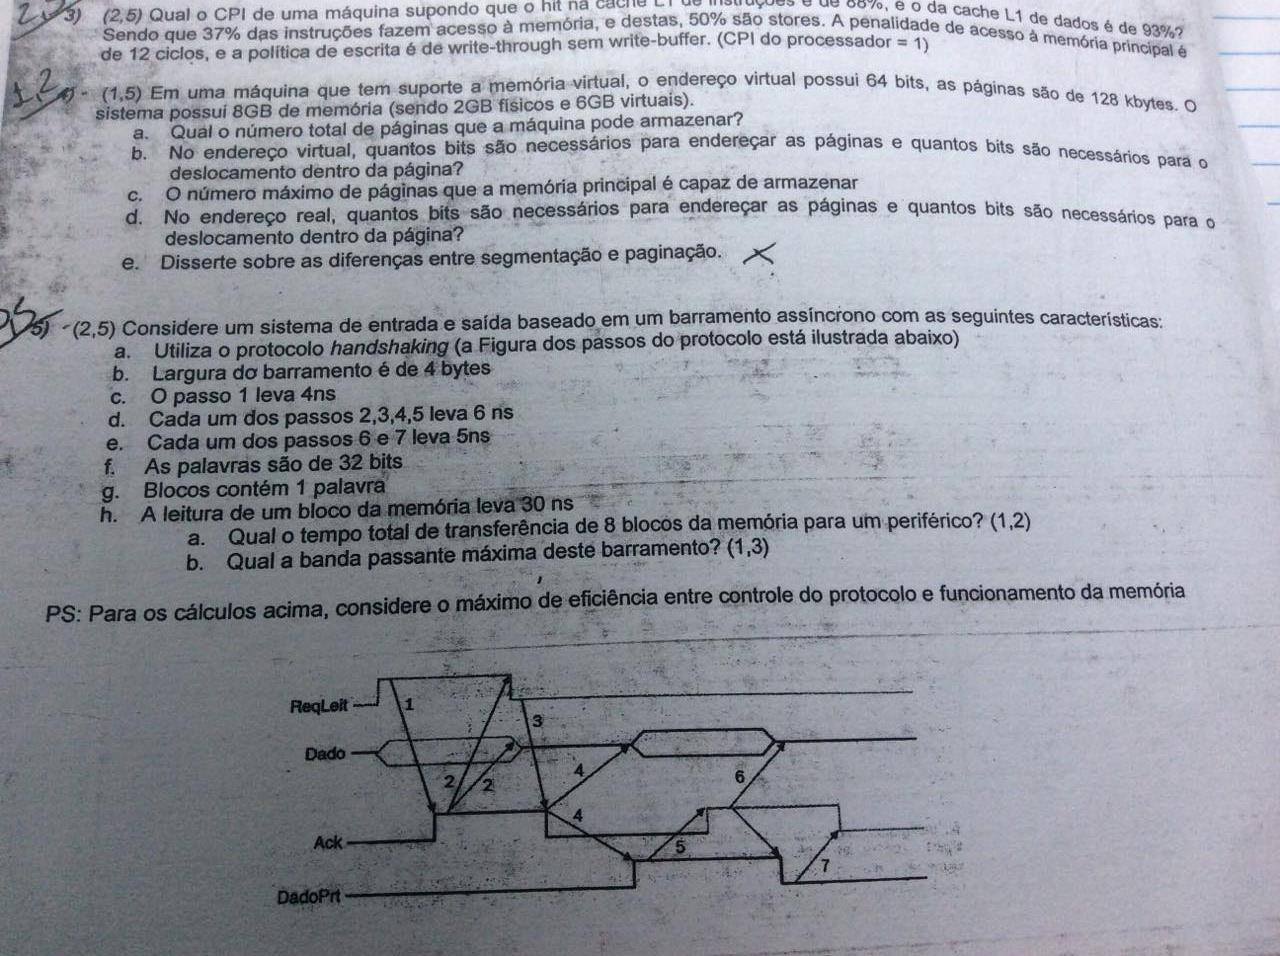 3) (2,5) Qual o CPI de uma máquina supondo que o hit na cache L1 de instruções é de 88%, e o da cache L1 de dados é de 93%?
Sendo que 37% das instruções fazem acesso à memória, e destas, 50% são stores. A penalidade de acesso à memória principal é
de 12 ciclos, e a política de escrita é de write-through sem write-buffer. (CPI do processador = 1)
- (1,5) Em uma máquina que tem suporte a memória virtual, o endereço virtual possui 64 bits, as páginas são de 128 kbytes. O
sistema possui 8GB de memória (sendo 2GB físicos e 6GB virtuais).
a. Qual o número total de páginas que a máquina pode armazenar?
b. No endereço virtual, quantos bits são necessários para endereçar as páginas e quantos bits são necessários para o
deslocamento dentro da página?
c. O número máximo de páginas que a memória principal é capaz de armazenar
d. No endereço real, quantos bits são necessários para endereçar as páginas e quantos bits são necessários para o
deslocamento dentro da página?
e. Disserte sobre as diferenças entre segmentação e paginação.
5) - (2,5) Considere um sistema de entrada e saída baseado em um barramento assíncrono com as seguintes características:
a. Utiliza o protocolo handshaking (a Figura dos passos do protocolo está ilustrada abaixo)
b. Largura do barramento é de 4 bytes
c. O passo 1 leva 4ns
d. Cada um dos passos 2,3,4,5 leva 6 ns
e. Cada um dos passos 6 e 7 leva 5ns
f. As palavras são de 32 bits
g. Blocos contém 1 palavra
h. A leitura de um bloco da memória leva 30 ns
a. Qual o tempo total de transferência de 8 blocos da memória para um periférico? (1,2)
b. Qual a banda passante máxima deste barramento? (1,3)
PS: Para os cálculos acima, considere o máximo de eficiência entre controle do protocolo e funcionamento da memória
ReqLeit 1
3
Dado
2 2 4 6
Ack 4
5 7
DadoPrt